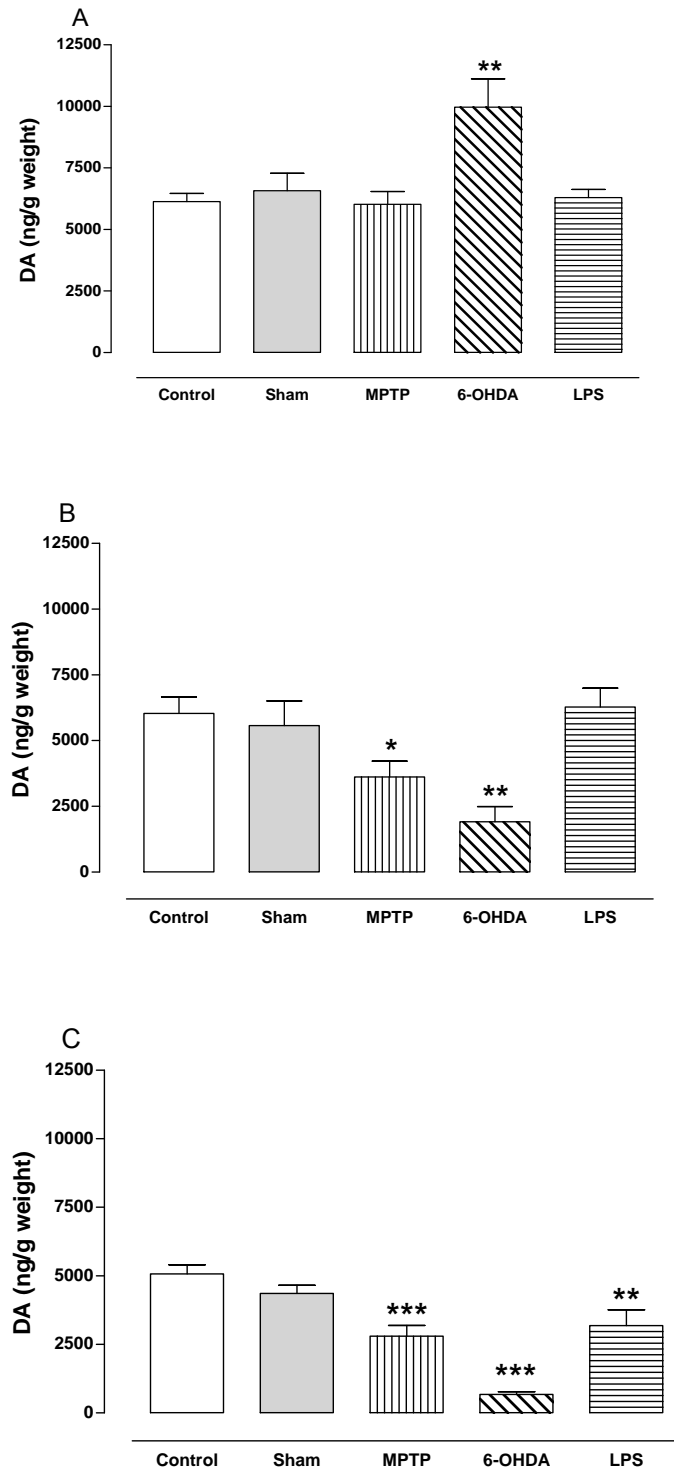 A
12500
10000
7500
5000
2500
0
DA (ng/g weight)
**
Control Sham MPTP 6-OHDA LPS
B
12500
10000
7500
5000
2500
0
DA (ng/g weight)
*
**
Control Sham MPTP 6-OHDA LPS
C
12500
10000
7500
5000
2500
0
DA (ng/g weight)
***
***
**
Control Sham MPTP 6-OHDA LPS